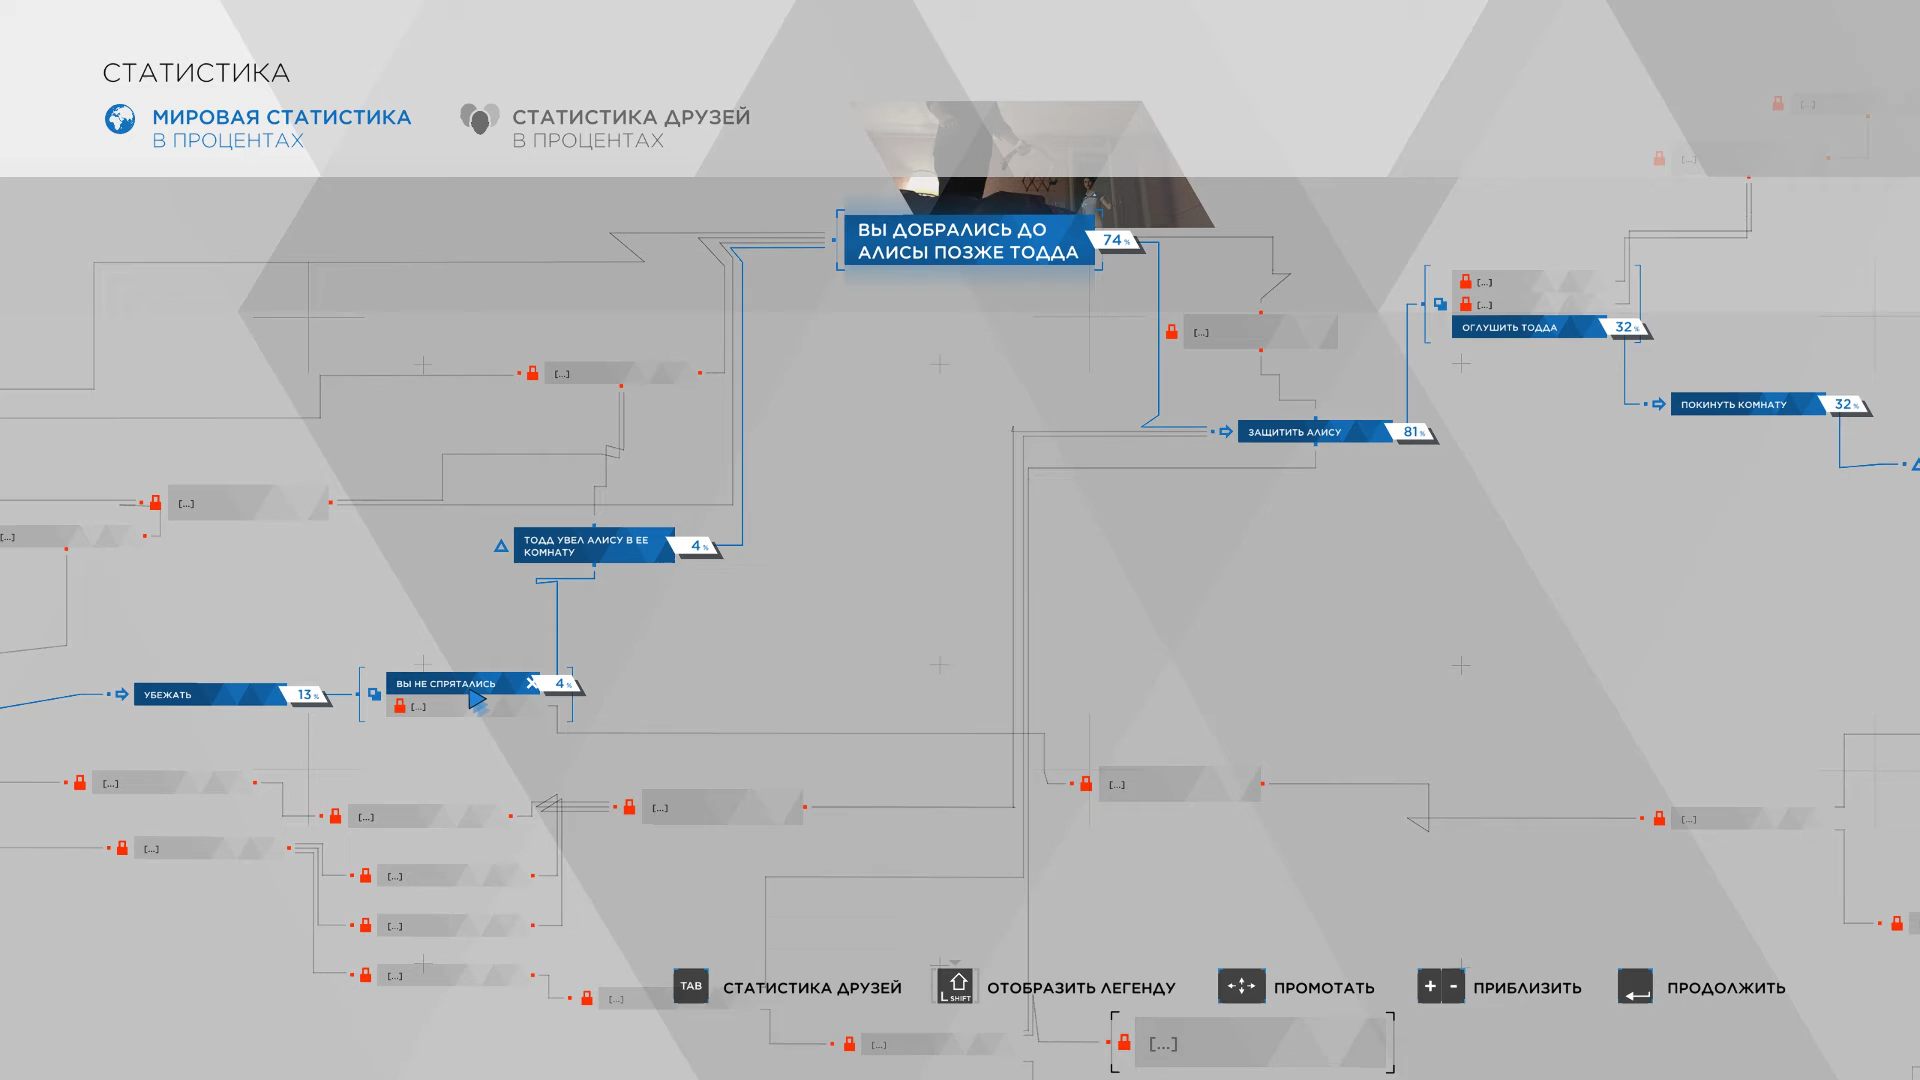 СТАТИСТИКА
МИРОВАЯ СТАТИСТИКА
В ПРОЦЕНТАХ
СТАТИСТИКА ДРУЗЕЙ
В ПРОЦЕНТАХ
[...]
[...]
ВЫ ДОБРАЛИСЬ ДО
АЛИСЫ ПОЗЖЕ ТОДДА
74%
[...]
[...]
ОГЛУШИТЬ ТОДДА 32%
[...]
[...]
ПОКИНУТЬ КОМНАТУ 32%
ЗАЩИТИТЬ АЛИСУ 81%
[...]
[...]
ТОДД УВЕЛ АЛИСУ В ЕЕ
КОМНАТУ
4%
УБЕЖАТЬ 13%
ВЫ НЕ СПРЯТАЛИСЬ 4%
[...]
[...]
[...]
[...]
[...]
[...]
[...]
[...]
[...]
[...]
[...]
TAB СТАТИСТИКА ДРУЗЕЙ
L SHIFT ОТОБРАЗИТЬ ЛЕГЕНДУ
ПРОМОТАТЬ
+ - ПРИБЛИЗИТЬ
ПРОДОЛЖИТЬ
[...]
[...]
[...]